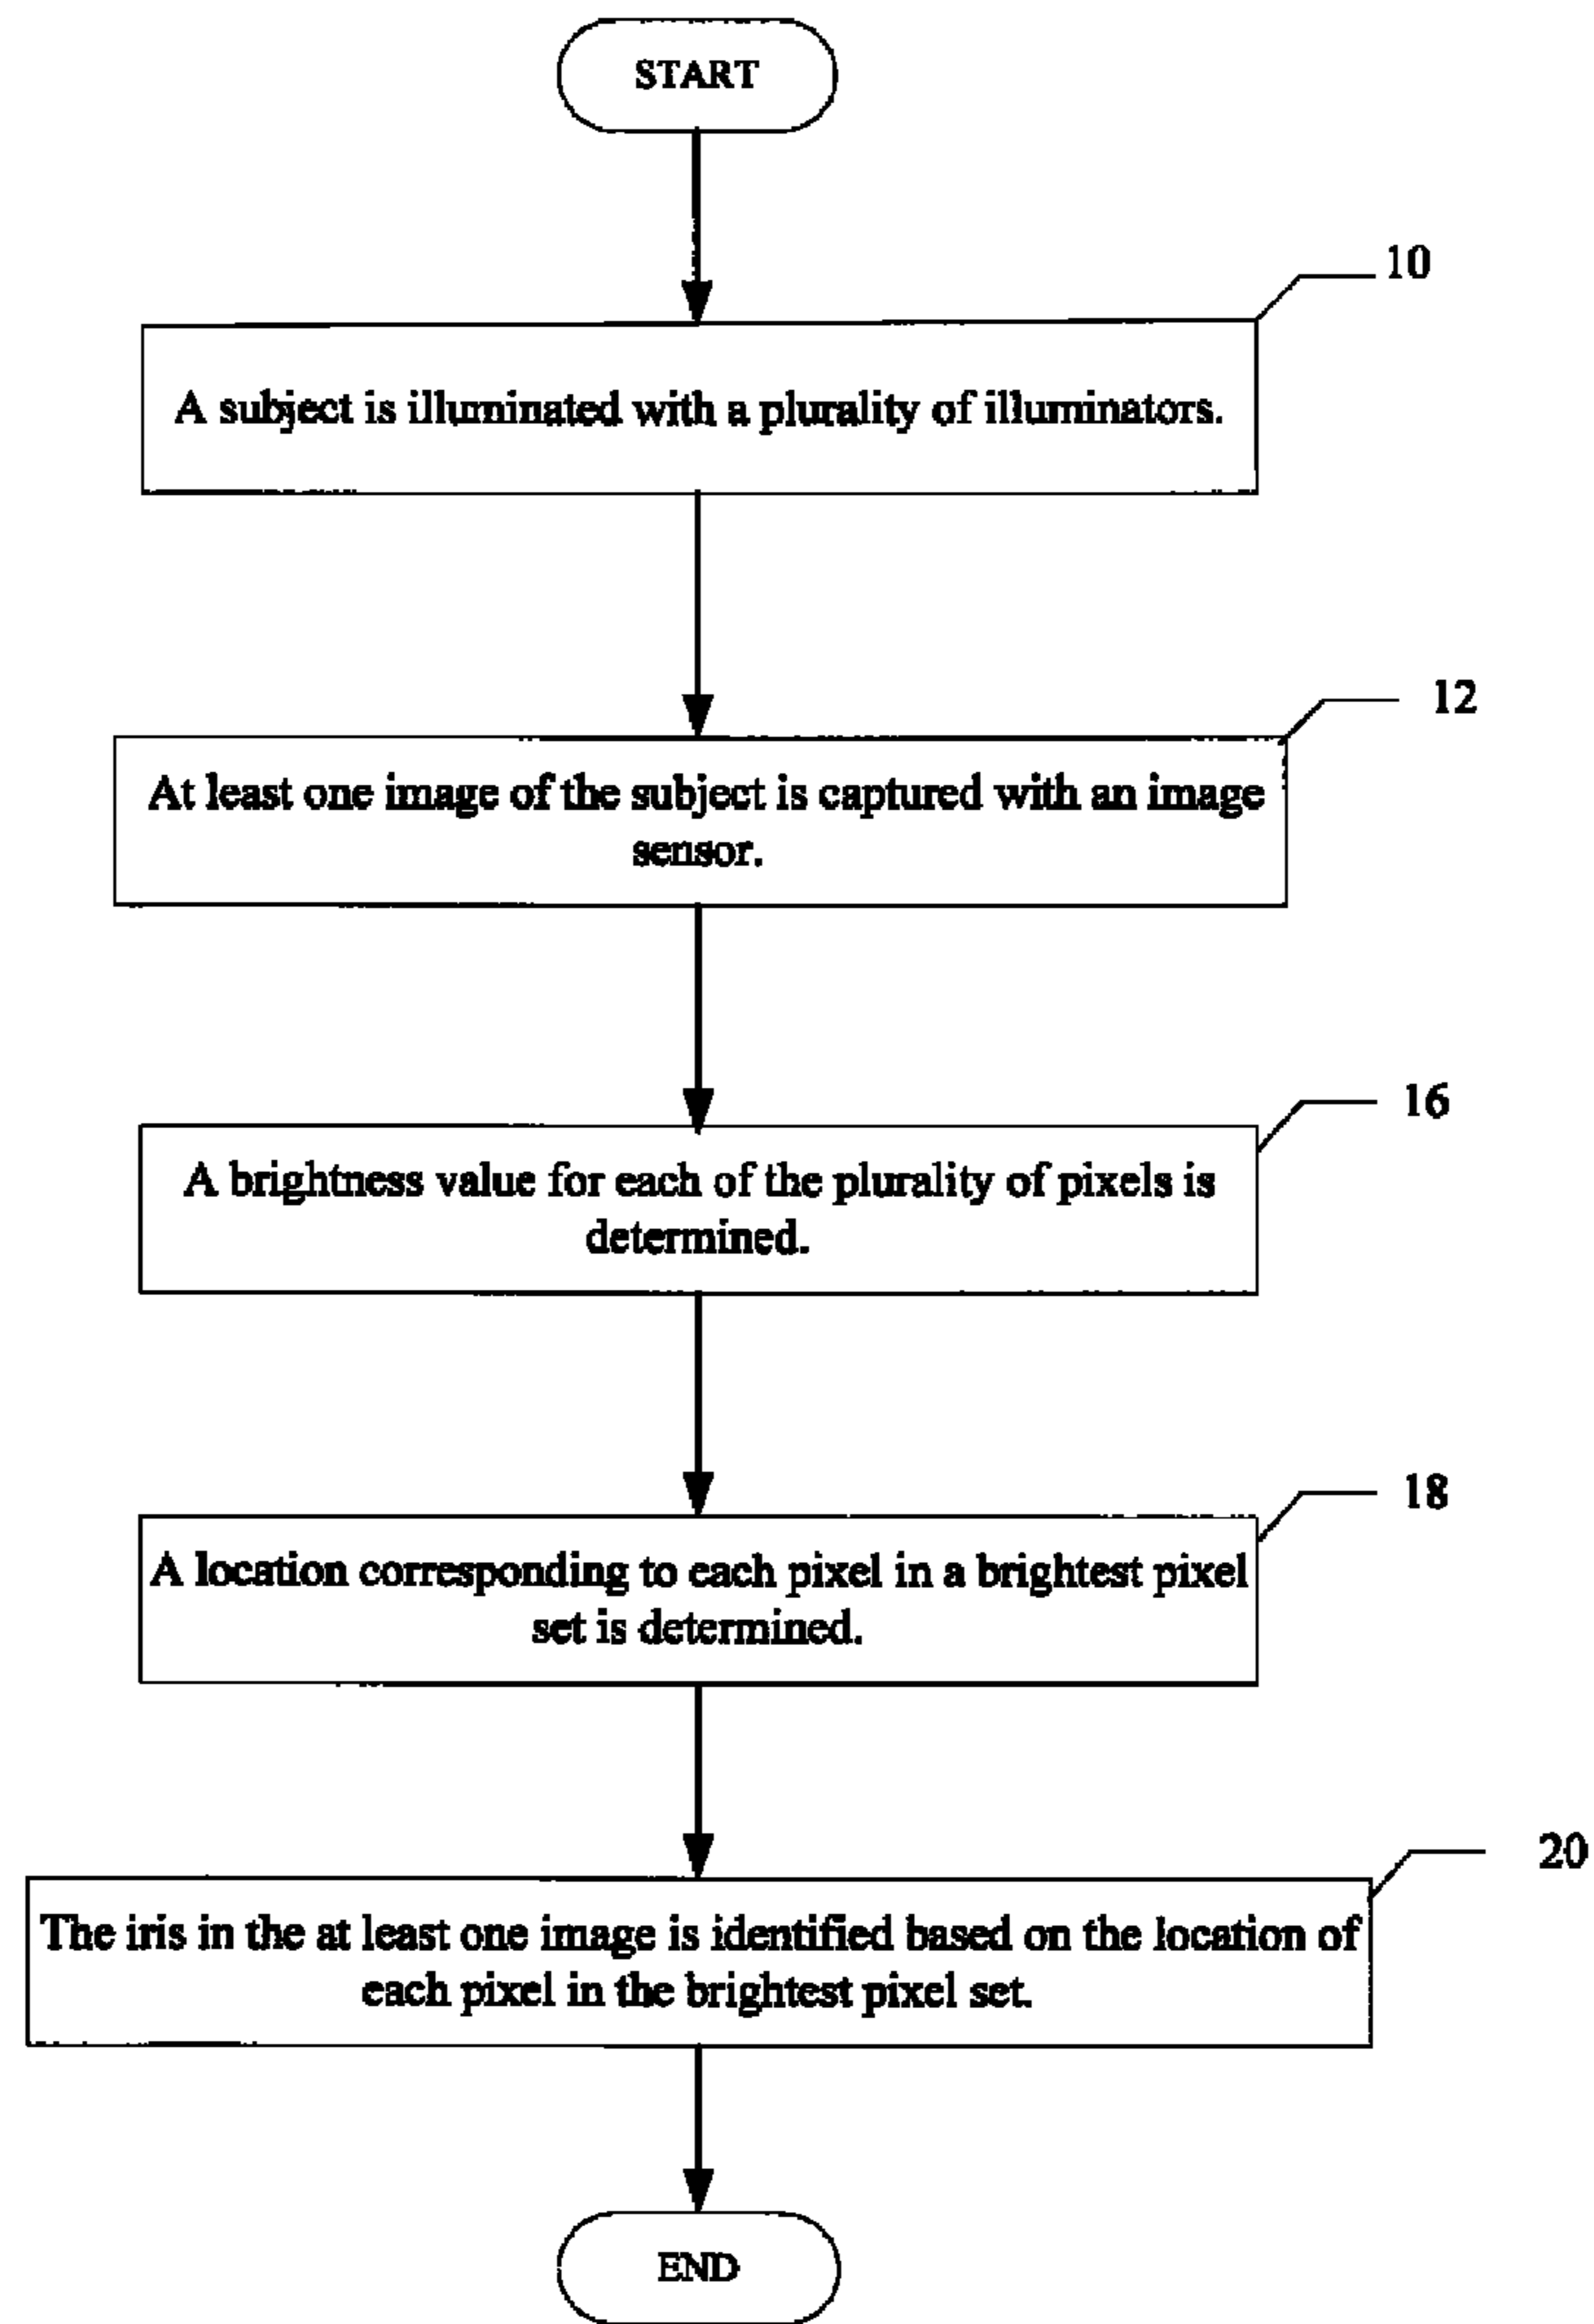 START
10
A subject is illuminated with a plurality of illuminators.
12
At least one image of the subject is captured with an image
sensor.
16
A brightness value for each of the plurality of pixels is
determined.
18
A location corresponding to each pixel in a brightest pixel
set is determined.
20
The iris in the at least one image is identified based on the location of
each pixel in the brightest pixel set.
END